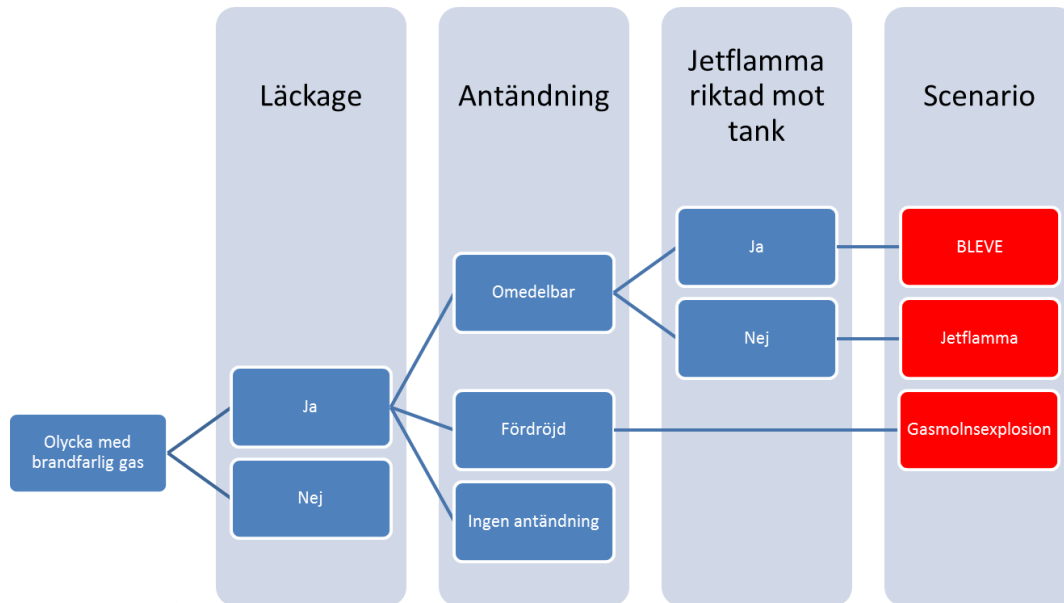 Läckage
Antändning
Jetflamma
riktad mot
tank
Scenario
Ja
BLEVE
Omedelbar
Nej
Jetflamma
Ja
Fördröjd
Gasmolnsexplosion
Olycka med
brandfarlig gas
Nej
Ingen antändning